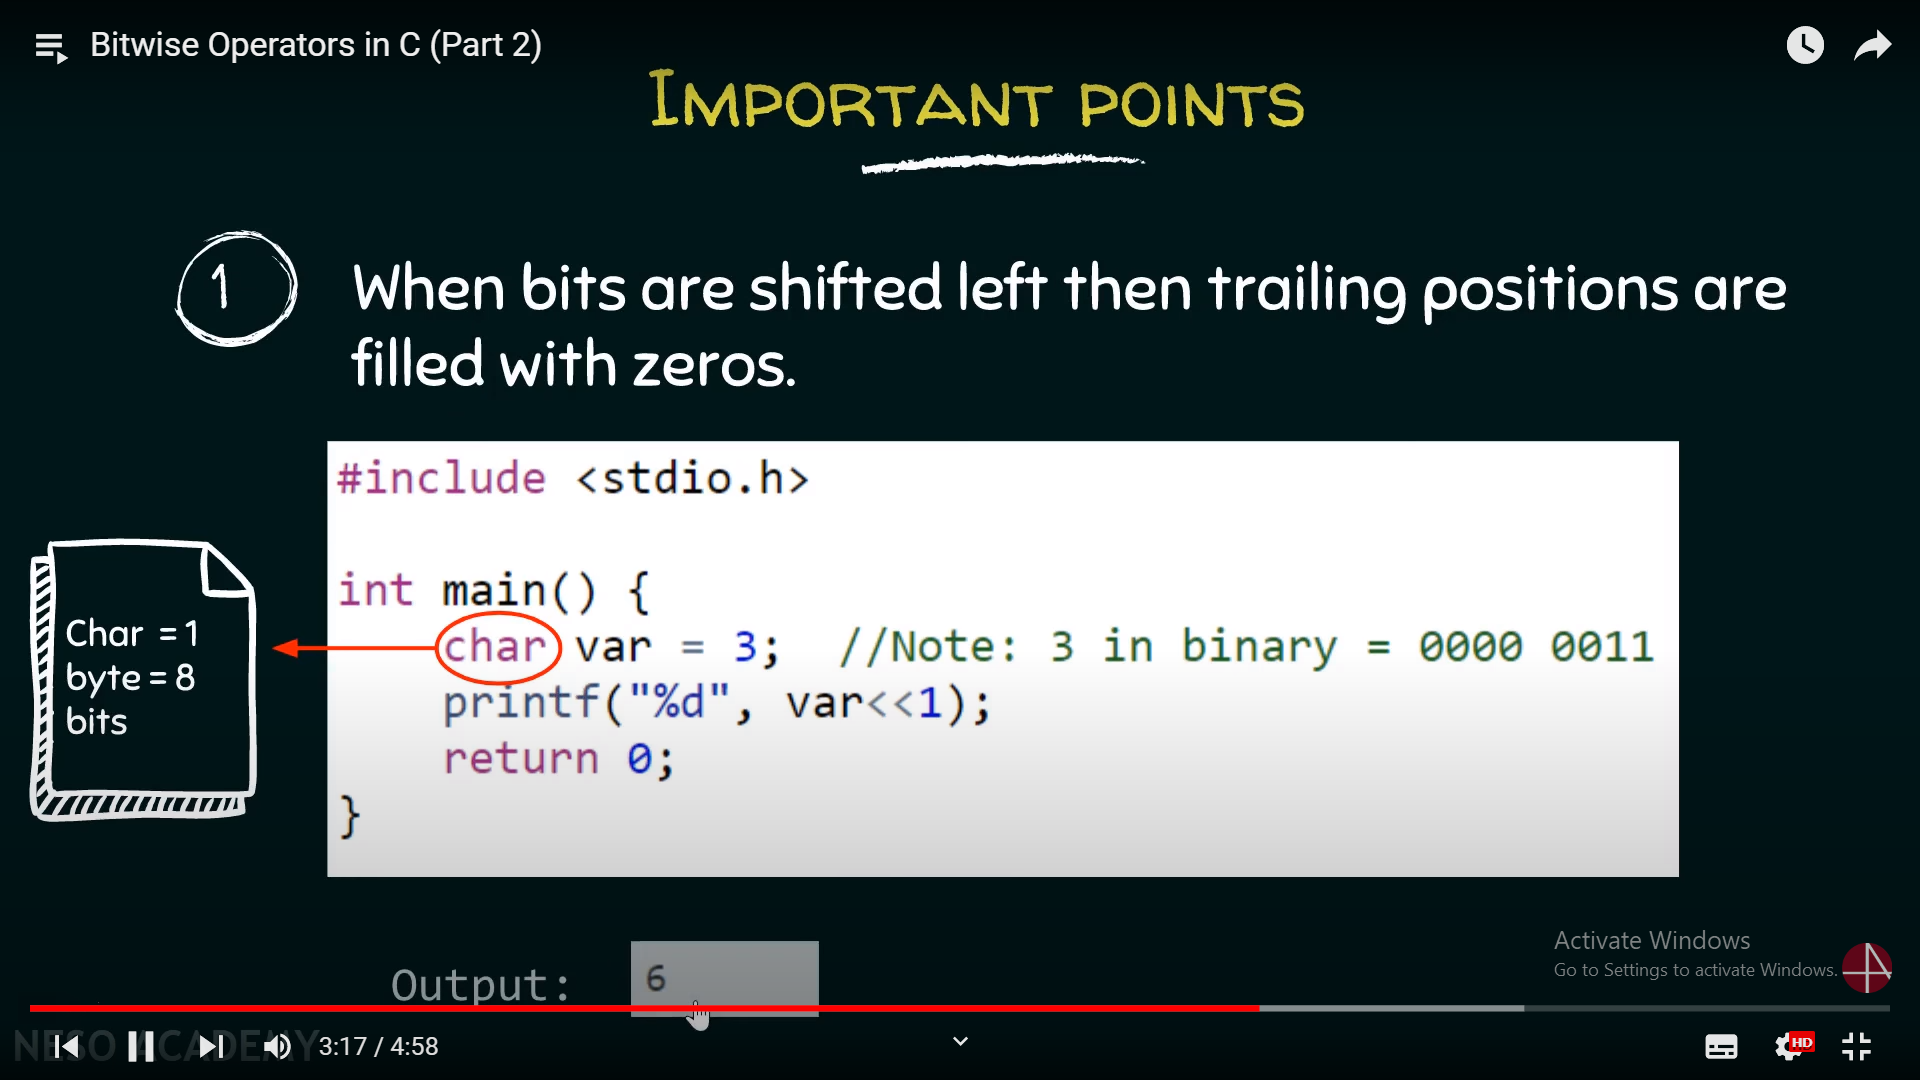 Bitwise Operators in C (Part 2)
IMPORTANT POINTS
1
When bits are shifted left then trailing positions are
filled with zeros.
#include <stdio.h>
int main() {
char var = 3; //Note: 3 in binary = 0000 0011
printf("%d", var<<1);
return 0;
}
Char = 1
byte = 8
bits
Output: 6
Activate Windows
Go to Settings to activate Windows.
NESO ACADEMY
3:17 / 4:58
HD